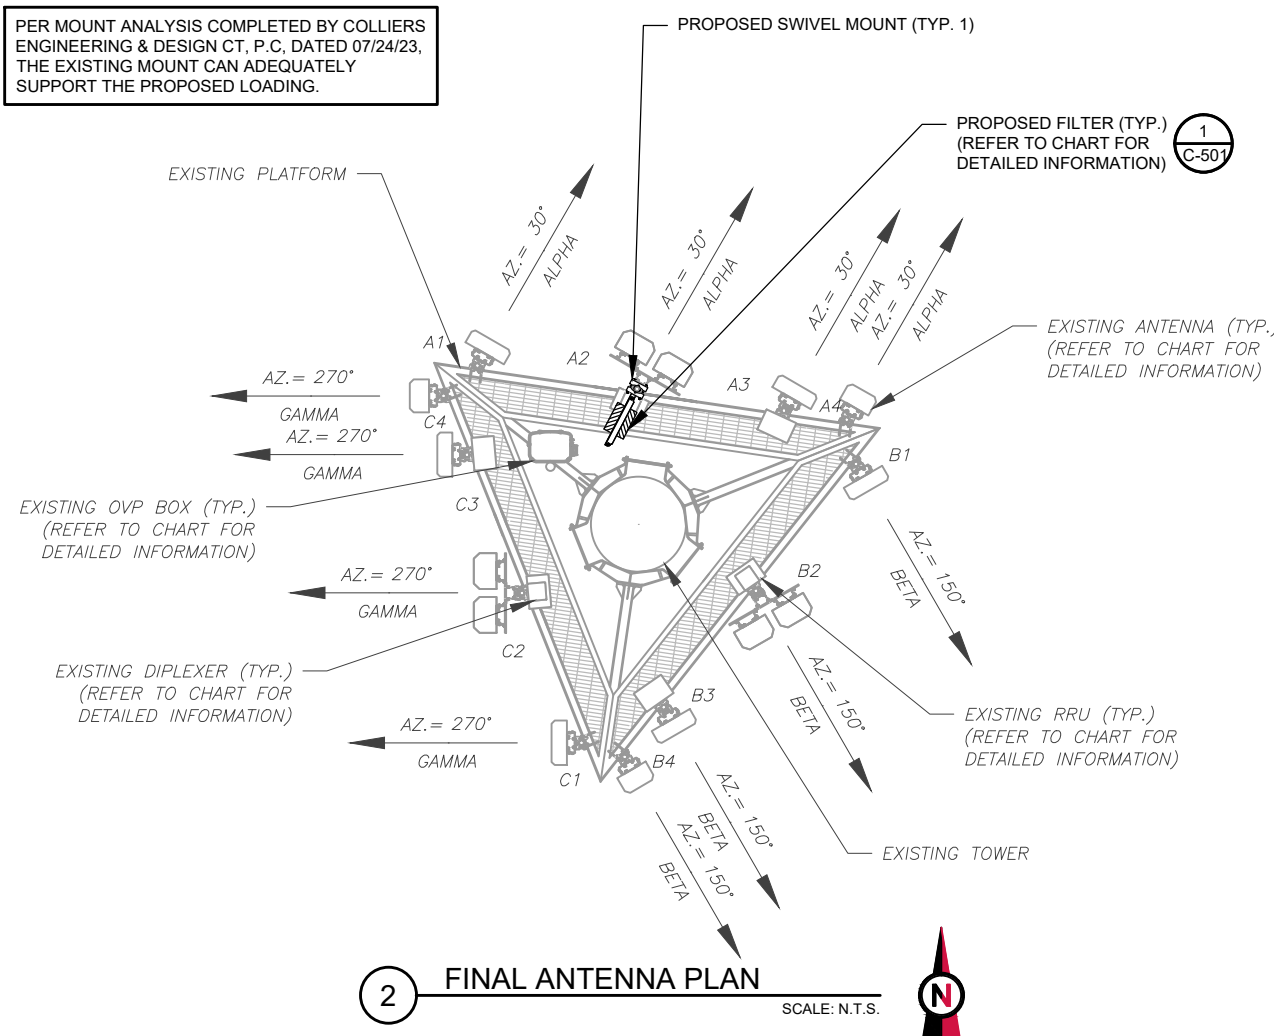 PER MOUNT ANALYSIS COMPLETED BY COLLIERS
ENGINEERING & DESIGN CT, P.C, DATED 07/24/23,
THE EXISTING MOUNT CAN ADEQUATELY
SUPPORT THE PROPOSED LOADING.
PROPOSED SWIVEL MOUNT (TYP. 1)
PROPOSED FILTER (TYP.)
(REFER TO CHART FOR
DETAILED INFORMATION)
1
C-501
EXISTING PLATFORM
AZ.= 30°
ALPHA
AZ.= 30°
ALPHA
AZ.= 30°
ALPHA
AZ.= 30°
ALPHA
EXISTING ANTENNA (TYP.)
(REFER TO CHART FOR
DETAILED INFORMATION)
A1
A2
A3
A4
AZ.= 270°
GAMMA
C4
AZ.= 270°
GAMMA
B1
C3
EXISTING OVP BOX (TYP.)
(REFER TO CHART FOR
DETAILED INFORMATION)
AZ.= 150°
BETA
AZ.= 270°
GAMMA
B2
C2
EXISTING DIPLEXER (TYP.)
(REFER TO CHART FOR
DETAILED INFORMATION)
AZ.= 150°
BETA
B3
EXISTING RRU (TYP.)
(REFER TO CHART FOR
DETAILED INFORMATION)
AZ.= 270°
GAMMA
C1
B4
AZ.= 150°
BETA
AZ.= 150°
BETA
EXISTING TOWER
2
FINAL ANTENNA PLAN
SCALE: N.T.S.
N